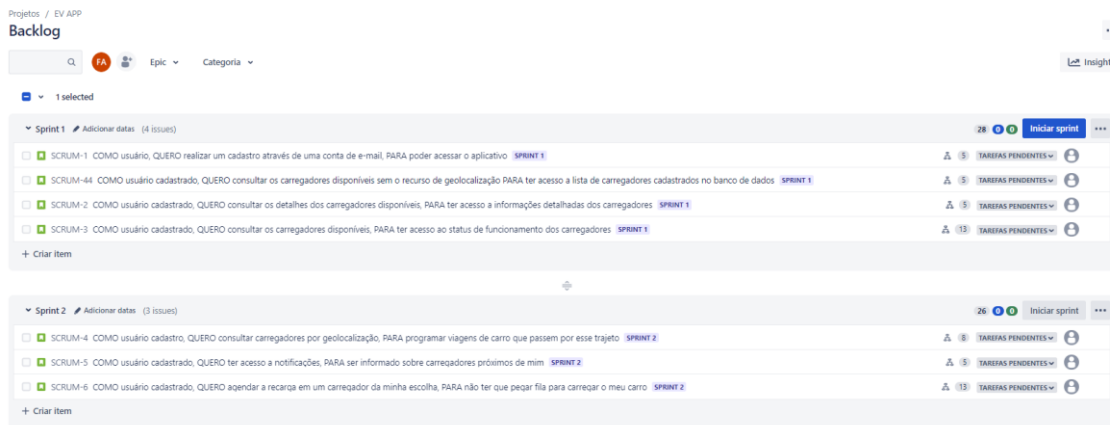 Projetos / EV APP
Backlog
FA Epic Categoria Insight
1 selected
Sprint 1 Adicionar datas (4 issues) 28 0 0 Iniciar sprint
SCRUM-1 COMO usuário, QUERO realizar um cadastro através de uma conta de e-mail, PARA poder acessar o aplicativo SPRINT 1 5 TAREFAS PENDENTES
SCRUM-44 COMO usuário cadastrado, QUERO consultar os carregadores disponíveis sem o recurso de geolocalização PARA ter acesso a lista de carregadores cadastrados no banco de dados SPRINT 1 5 TAREFAS PENDENTES
SCRUM-2 COMO usuário cadastrado, QUERO consultar os detalhes dos carregadores disponíveis, PARA ter acesso a informações detalhadas dos carregadores SPRINT 1 5 TAREFAS PENDENTES
SCRUM-3 COMO usuário cadastrado, QUERO consultar os carregadores disponíveis, PARA ter acesso ao status de funcionamento dos carregadores SPRINT 1 13 TAREFAS PENDENTES
+ Criar item
Sprint 2 Adicionar datas (3 issues) 26 0 0 Iniciar sprint
SCRUM-4 COMO usuário cadastro, QUERO consultar carregadores por geolocalização, PARA programar viagens de carro que passem por esse trajeto SPRINT 2 8 TAREFAS PENDENTES
SCRUM-5 COMO usuário cadastrado, QUERO ter acesso a notificações, PARA ser informado sobre carregadores próximos de mim SPRINT 2 5 TAREFAS PENDENTES
SCRUM-6 COMO usuário cadastrado, QUERO agendar a recarga em um carregador da minha escolha, PARA não ter que pegar fila para carregar o meu carro SPRINT 2 13 TAREFAS PENDENTES
+ Criar item